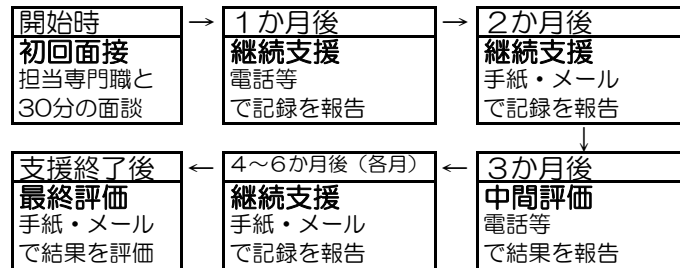 開始時
初回面接
担当専門職と
30分の面談
→
1か月後
継続支援
電話等
で記録を報告
→
2か月後
継続支援
手紙・メール
で記録を報告
↓
3か月後
中間評価
電話等
で結果を報告
←
4～6か月後（各月）
継続支援
手紙・メール
で記録を報告
←
支援終了後
最終評価
手紙・メール
で結果を評価